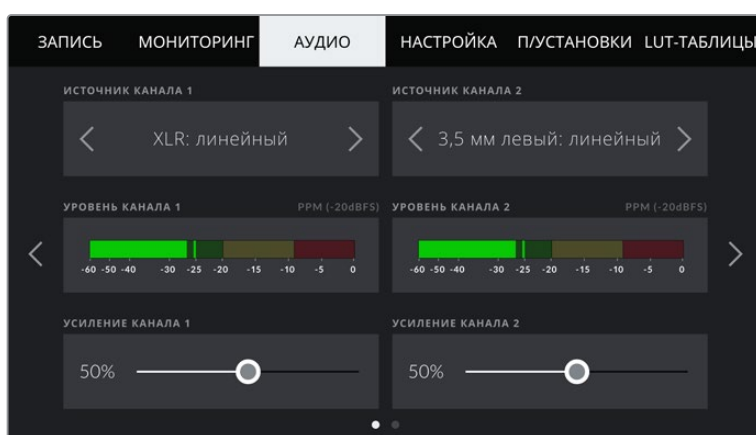 ЗАПИСЬ МОНИТОРИНГ АУДИО НАСТРОЙКА П/УСТАНОВКИ LUT-ТАБЛИЦЫ
ИСТОЧНИК КАНАЛА 1 ИСТОЧНИК КАНАЛА 2
XLR: линейный 3,5 мм левый: линейный
УРОВЕНЬ КАНАЛА 1 PPM (-20dBFS) УРОВЕНЬ КАНАЛА 2 PPM (-20dBFS)
-60 -50 -40 -30 -25 -20 -15 -10 -5 0 -60 -50 -40 -30 -25 -20 -15 -10 -5 0
УСИЛЕНИЕ КАНАЛА 1 УСИЛЕНИЕ КАНАЛА 2
50% 50%